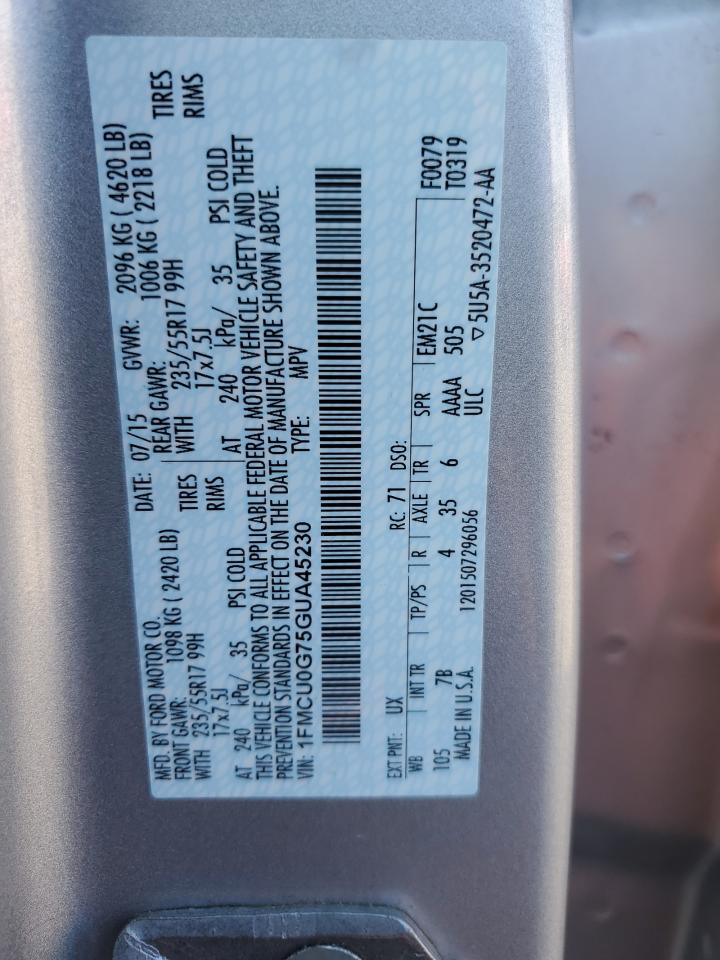 MFD. BY FORD MOTOR CO. DATE: 07/15 GVWR: 2096 KG ( 4620 LB)
FRONT GAWR: 1098 KG ( 2420 LB) REAR GAWR: 1006 KG ( 2218 LB)
WITH 235/55R17 99H TIRES WITH 235/55R17 99H TIRES
17x7.5J RIMS 17x7.5J RIMS
AT 240 kPa/ 35 PSI COLD AT 240 kPa/ 35 PSI COLD
THIS VEHICLE CONFORMS TO ALL APPLICABLE FEDERAL MOTOR VEHICLE SAFETY AND THEFT
PREVENTION STANDARDS IN EFFECT ON THE DATE OF MANUFACTURE SHOWN ABOVE.
VIN: 1FMCU0G75GUA45230 TYPE: MPV
EXT PNT: UX RC: 71 DSO:
WB INT TR TP/PS R AXLE TR SPR EM21C F0079
105 7B 4 35 6 AAAA 505 T0319
MADE IN U.S.A. 1201507296056 ULC ▽5U5A-3520472-AA